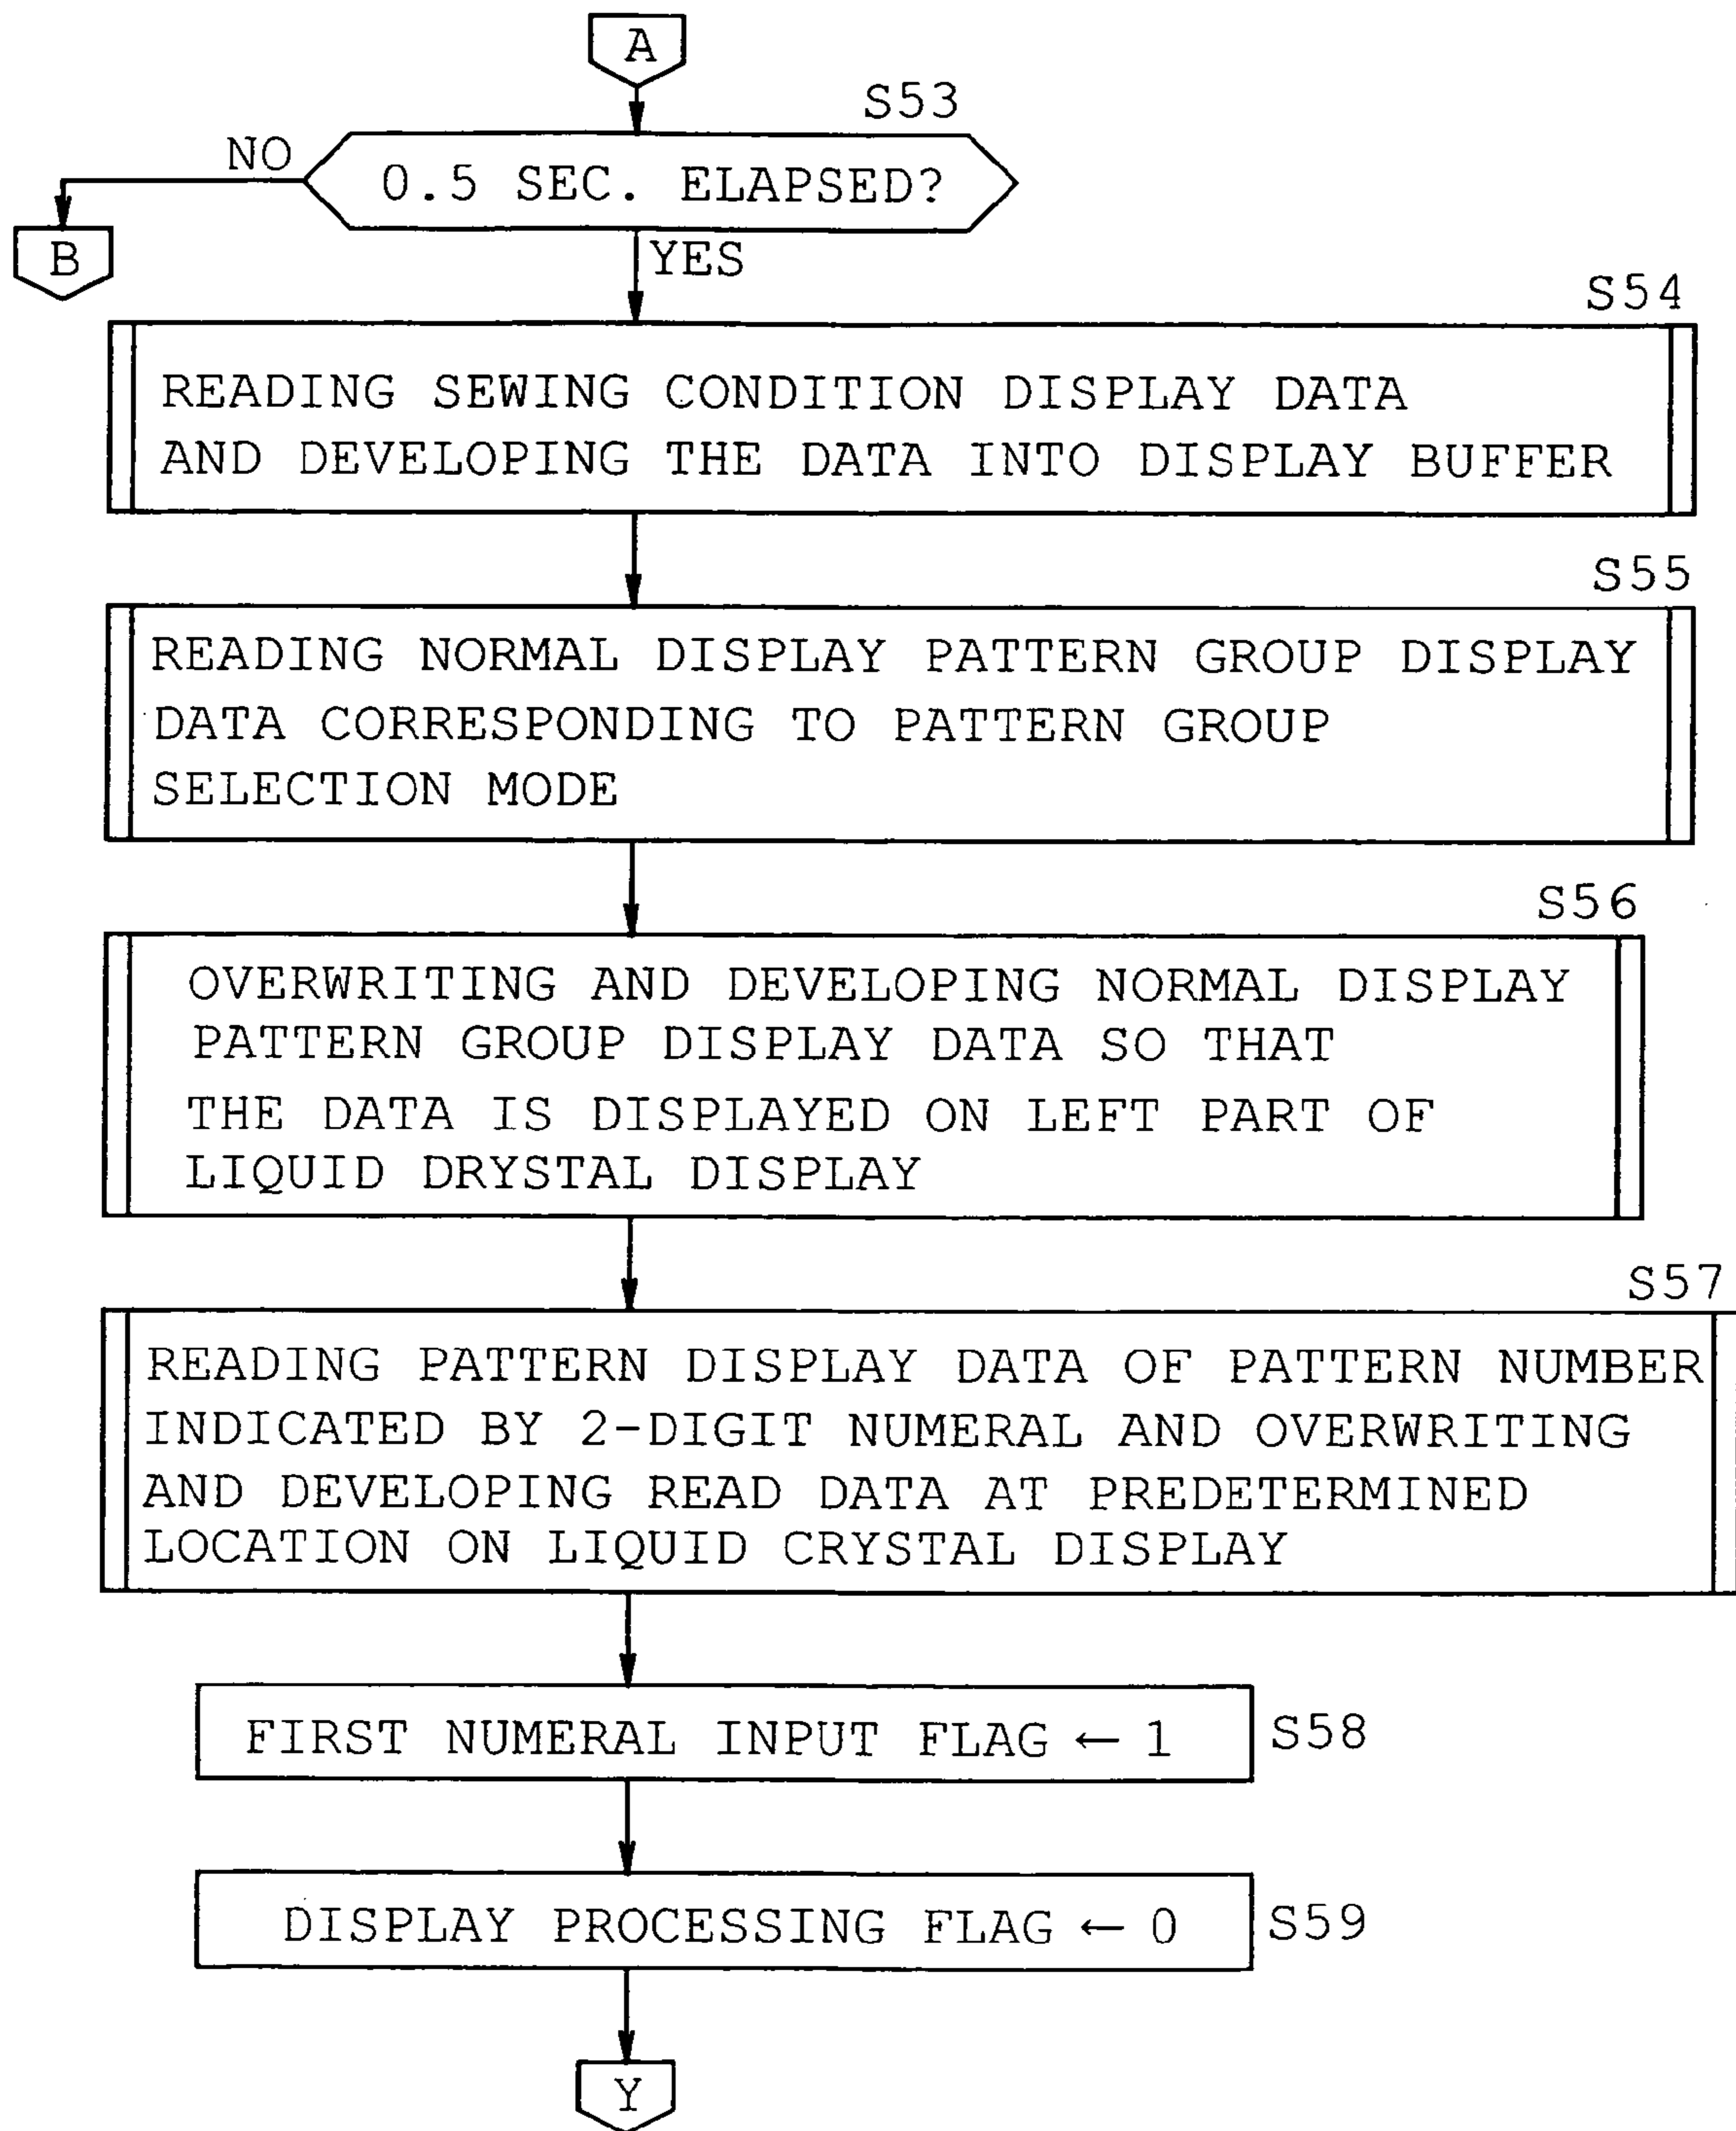 A
S53
NO
0.5 SEC. ELAPSED?
B
YES
S54
READING SEWING CONDITION DISPLAY DATA
AND DEVELOPING THE DATA INTO DISPLAY BUFFER
S55
READING NORMAL DISPLAY PATTERN GROUP DISPLAY
DATA CORRESPONDING TO PATTERN GROUP
SELECTION MODE
S56
OVERWRITING AND DEVELOPING NORMAL DISPLAY
PATTERN GROUP DISPLAY DATA SO THAT
THE DATA IS DISPLAYED ON LEFT PART OF
LIQUID DRYSTAL DISPLAY
S57
READING PATTERN DISPLAY DATA OF PATTERN NUMBER
INDICATED BY 2-DIGIT NUMERAL AND OVERWRITING
AND DEVELOPING READ DATA AT PREDETERMINED
LOCATION ON LIQUID CRYSTAL DISPLAY
FIRST NUMERAL INPUT FLAG ← 1 S58
DISPLAY PROCESSING FLAG ← 0 S59
Y